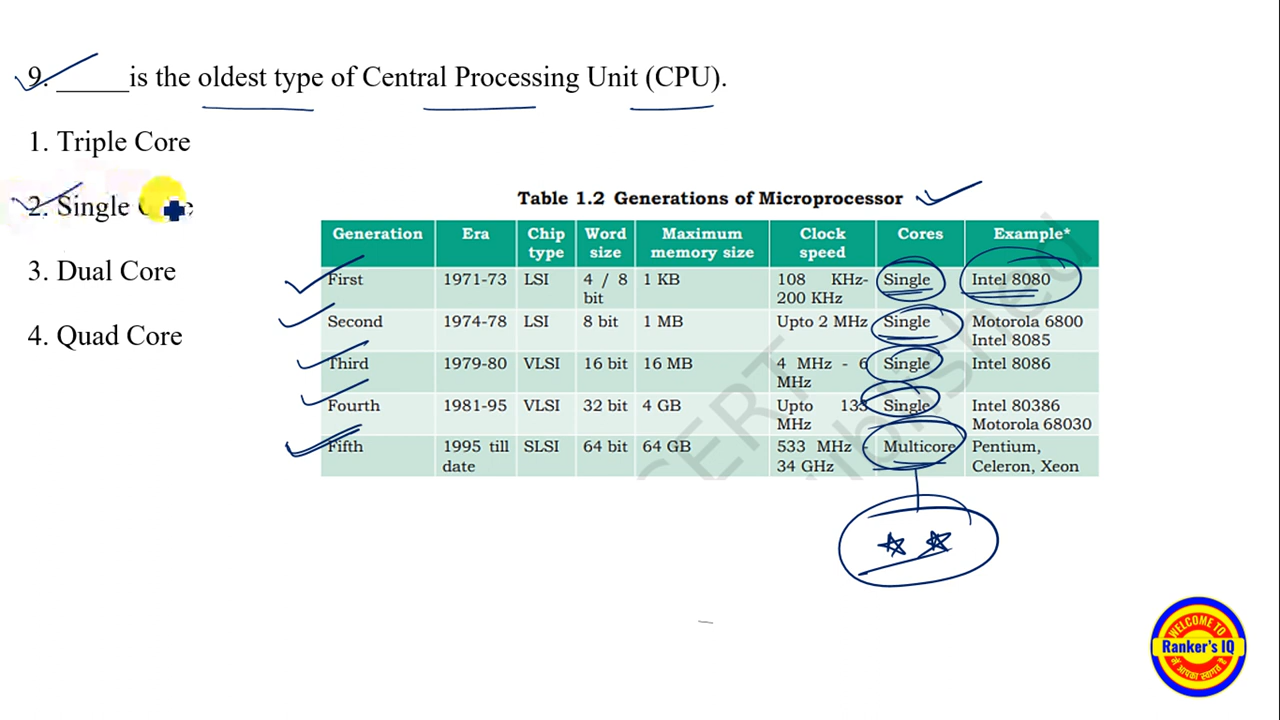 9. _____is the oldest type of Central Processing Unit (CPU).
1. Triple Core
2. Single
3. Dual Core
4. Quad Core
Table 1.2 Generations of Microprocessor
Generation Era Chip type Word size Maximum memory size Clock speed Cores Example*
First 1971-73 LSI 4 / 8 bit 1 KB 108 KHz-200 KHz Single Intel 8080
Second 1974-78 LSI 8 bit 1 MB Upto 2 MHz Single Motorola 6800 Intel 8085
Third 1979-80 VLSI 16 bit 16 MB 4 MHz - 6 MHz Single Intel 8086
Fourth 1981-95 VLSI 32 bit 4 GB Upto 133 MHz Single Intel 80386 Motorola 68030
Fifth 1995 till date SLSI 64 bit 64 GB 533 MHz - 34 GHz Multicore Pentium, Celeron, Xeon
WELCOME TO
Ranker's IQ
में आपका स्वागत है